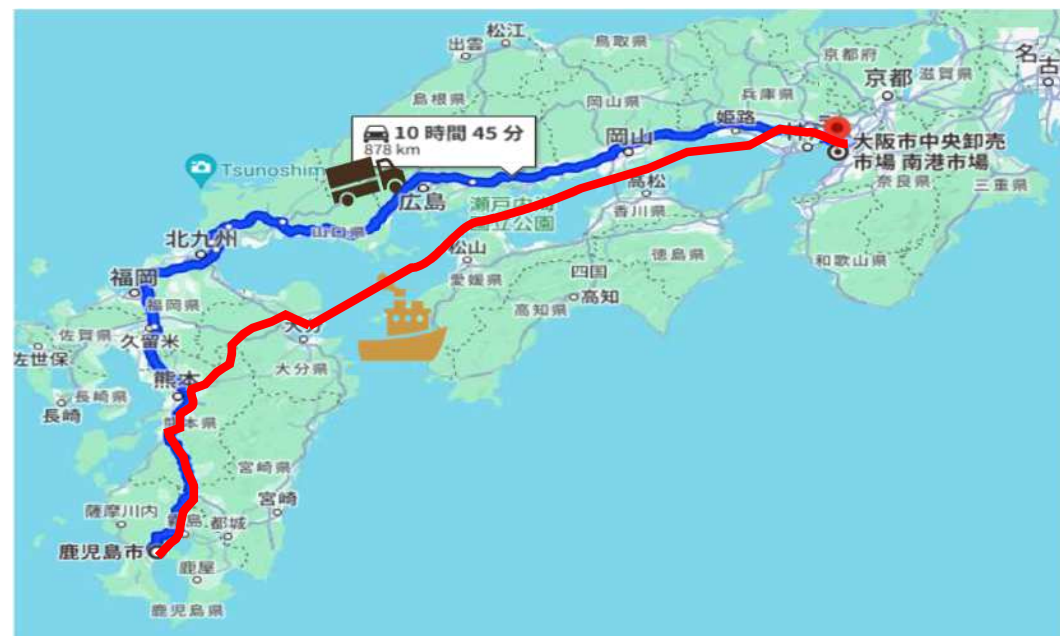 松江
出雲
鳥取県
京都府
名古
滋賀県
京都
兵庫県
島根県
岡山県
姫路
10 時間 45 分
878 km
岡山
大阪市中央卸売
市場 南港市場
Tsunoshim
広島
高松
奈良県
三重県
瀬戸内海
国立公園
香川県
山口県
北九州
松山
徳島県
和歌山県
愛媛県
四国
高知
福岡
福岡県
高知県
佐賀県
久留米
大分
佐世保
大分県
熊本
長崎県
長崎
熊本県
宮崎県
宮崎
薩摩川内
霧島
都城
鹿児島市
鹿屋
鹿児島県